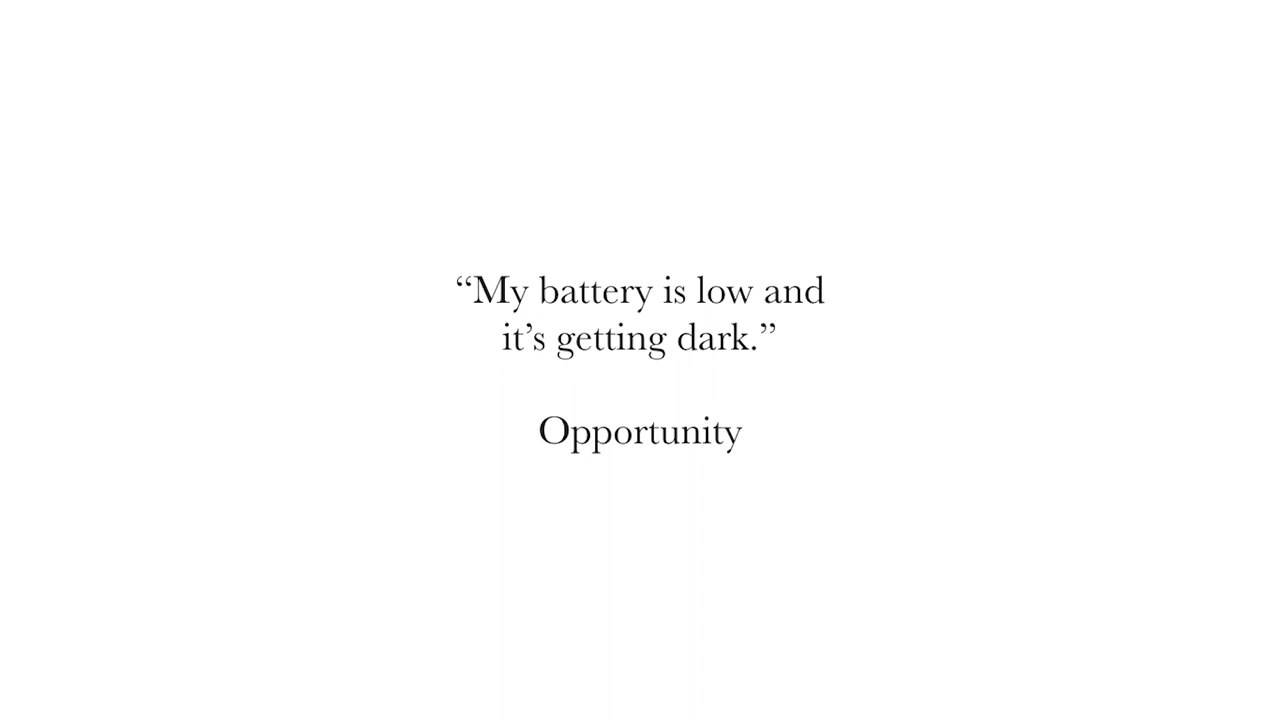 “My battery is low and
it’s getting dark.”
Opportunity